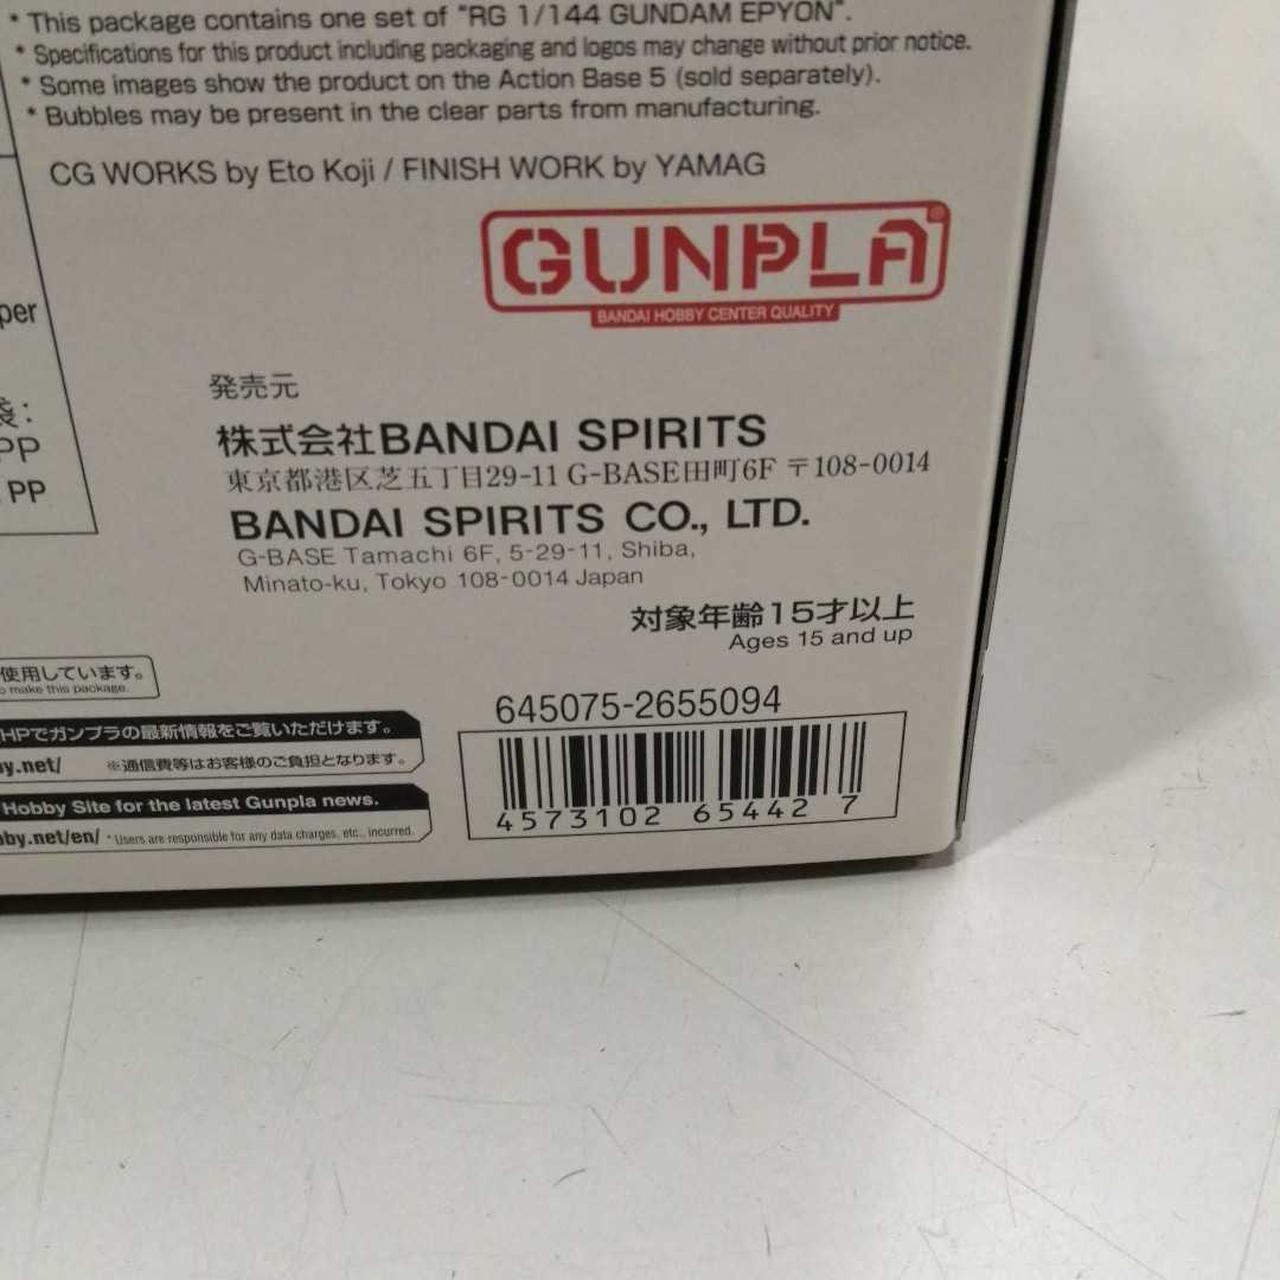 * This package contains one set of "RG 1/144 GUNDAM EPYON".
* Specifications for this product including packaging and logos may change without prior notice.
* Some images show the product on the Action Base 5 (sold separately).
* Bubbles may be present in the clear parts from manufacturing.
CG WORKS by Eto Koji / FINISH WORK by YAMAG
GUNPLA®
BANDAI HOBBY CENTER QUALITY
per
袋:
PP
PP
発売元
株式会社BANDAI SPIRITS
東京都港区芝五丁目29-11 G-BASE田町6F 〒108-0014
BANDAI SPIRITS CO., LTD.
G-BASE Tamachi 6F, 5-29-11, Shiba,
Minato-ku, Tokyo 108-0014 Japan
対象年齢15才以上
Ages 15 and up
使用しています。
o make this package.
HPでガンプラの最新情報をご覧いただけます。
by.net/ ※通信費等はお客様のご負担となります。
Hobby Site for the latest Gunpla news.
bby.net/en/ * Users are responsible for any data charges, etc., incurred.
645075-2655094
4573102 65442 7